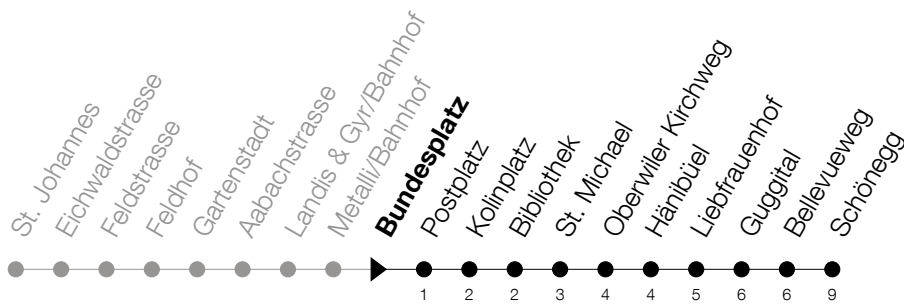 St. Johannes
Eichwaldstrasse
Feldstrasse
Feldhof
Gartenstadt
Aabachstrasse
Landis & Gyr/Bahnhof
Metalli/Bahnhof
Bundesplatz
Postplatz
Kolinplatz
Bibliothek
St. Michael
Oberwiler Kirchweg
Hänibüel
Liebfrauenhof
Guggital
Bellevueweg
Schönegg
1 2 2 3 4 4 5 6 6 9